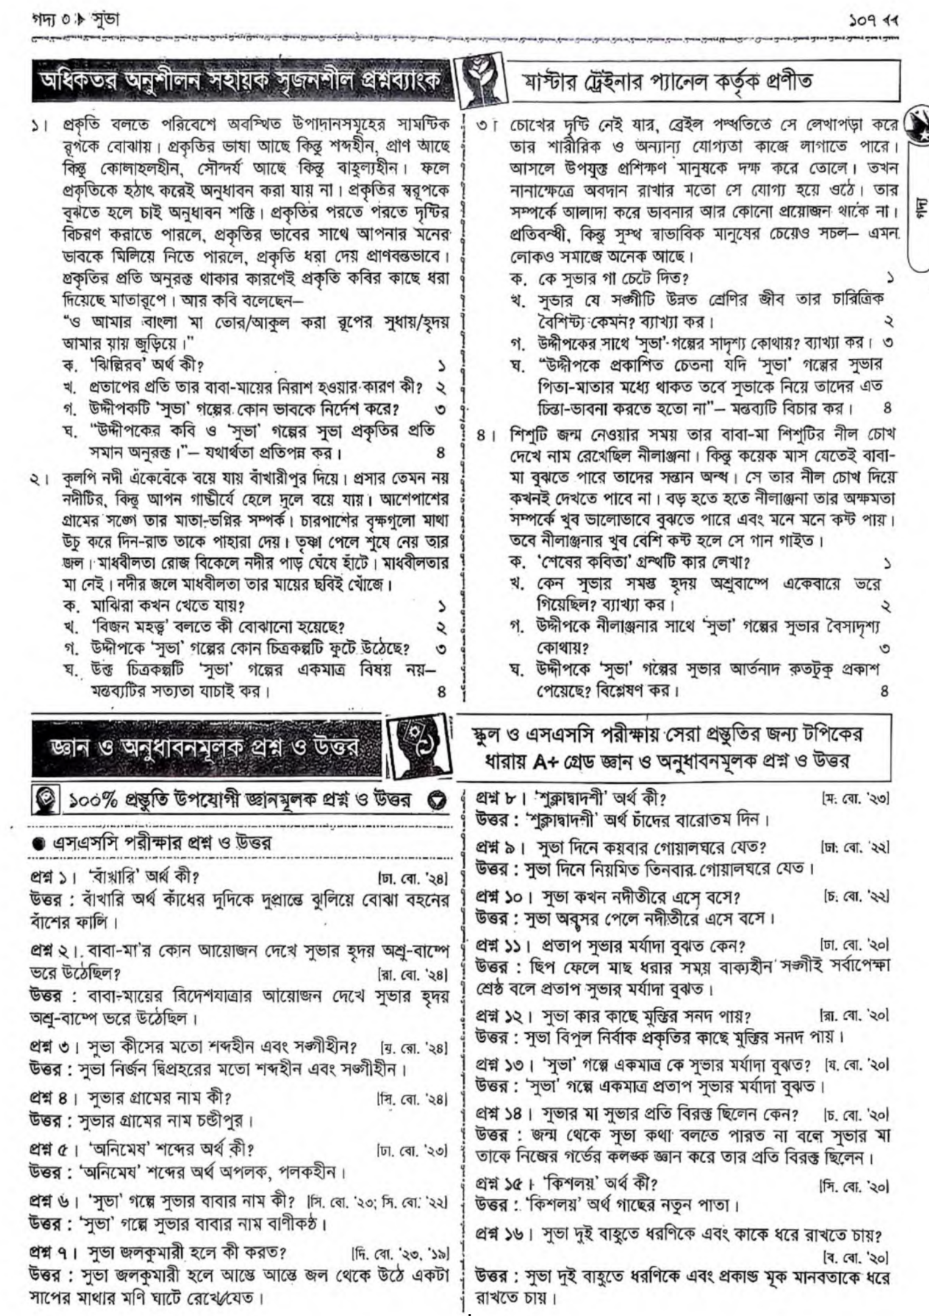 গদ্য ৩ ▶ সুভা
১০৭
অধিকতর অনুশীলন সহায়ক সৃজনশীল প্রশ্নব্যাংক
মাস্টার ট্রেইনার প্যানেল কর্তৃক প্রণীত
১। প্রকৃতি বলতে পরিবেশে অবস্থিত উপাদানসমূহের সামষ্টিক
রূপকে বোঝায়। প্রকৃতির ভাষা আছে কিন্তু শব্দহীন, প্রাণ আছে
কিন্তু কোলাহলহীন, সৌন্দর্য আছে কিন্তু বাহুল্যহীন। ফলে
প্রকৃতিকে হঠাৎ করেই অনুধাবন করা যায় না। প্রকৃতির স্বরূপকে
বুঝতে হলে চাই অনুধাবন শক্তি। প্রকৃতির পরতে পরতে দৃষ্টির
বিচরণ করাতে পারলে, প্রকৃতির ভাবের সাথে আপনার মনের
ভাবকে মিলিয়ে নিতে পারলে, প্রকৃতি ধরা দেয় প্রাণবন্তভাবে।
প্রকৃতির প্রতি অনুরক্ত থাকার কারণেই প্রকৃতি কবির কাছে ধরা
দিয়েছে মাতারূপে। আর কবি বলেছেন–
“ও আমার বাংলা মা তোর/আকুল করা রূপের সুধায়/হৃদয়
আমার যায় জুড়িয়ে।”
ক. ‘ঝিল্লিরব’ অর্থ কী? ১
খ. প্রতাপের প্রতি তার বাবা-মায়ের নিরাশ হওয়ার কারণ কী? ২
গ. উদ্দীপকটি ‘সুভা’ গল্পের কোন ভাবকে নির্দেশ করে? ৩
ঘ. “উদ্দীপকের কবি ও ‘সুভা’ গল্পের সুভা প্রকৃতির প্রতি
সমান অনুরক্ত।”– যথার্থতা প্রতিপন্ন কর। ৪
২। কুলপি নদী এঁকেবেঁকে বয়ে যায় বাঁখারীপুর দিয়ে। প্রসার তেমন নয়
নদীটির, কিন্তু আপন গাম্ভীর্যে হেলে দুলে বয়ে যায়। আশেপাশের
গ্রামের সঙ্গে তার মাতা-ভগ্নির সম্পর্ক। চারপাশের বৃক্ষগুলো মাথা
উঁচু করে দিন-রাত তাকে পাহারা দেয়। তৃষ্ণা পেলে শুষে নেয় তার
জল। মাধবীলতা রোজ বিকেলে নদীর পাড় ঘেঁষে হাঁটে। মাধবীলতার
মা নেই। নদীর জলে মাধবীলতা তার মায়ের ছবিই খোঁজে।
ক. মাঝিরা কখন খেতে যায়? ১
খ. ‘বিজন মহত্ত্ব’ বলতে কী বোঝানো হয়েছে? ২
গ. উদ্দীপকে ‘সুভা’ গল্পের কোন চিত্রকল্পটি ফুটে উঠেছে? ৩
ঘ. উক্ত চিত্রকল্পটি ‘সুভা’ গল্পের একমাত্র বিষয় নয়–
মন্তব্যটির সত্যতা যাচাই কর। ৪
৩। চোখের দৃষ্টি নেই যার, ব্রেইল পদ্ধতিতে সে লেখাপড়া করে
তার শারীরিক ও অন্যান্য যোগ্যতা কাজে লাগাতে পারে।
আসলে উপযুক্ত প্রশিক্ষণ মানুষকে দক্ষ করে তোলে। তখন
নানাক্ষেত্রে অবদান রাখার মতো সে যোগ্য হয়ে ওঠে। তার
সম্পর্কে আলাদা করে ভাবনার আর কোনো প্রয়োজন থাকে না।
প্রতিবন্ধী, কিন্তু সুস্থ স্বাভাবিক মানুষের চেয়েও সচল– এমন
লোকও সমাজে অনেক আছে।
ক. কে সুভার গা চেটে দিত? ১
খ. সুভার যে সঙ্গীটি উন্নত শ্রেণির জীব তার চারিত্রিক
বৈশিষ্ট্য কেমন? ব্যাখ্যা কর। ২
গ. উদ্দীপকের সাথে ‘সুভা’ গল্পের সাদৃশ্য কোথায়? ব্যাখ্যা কর। ৩
ঘ. “উদ্দীপকে প্রকাশিত চেতনা যদি ‘সুভা’ গল্পের সুভার
পিতা-মাতার মধ্যে থাকত তবে সুভাকে নিয়ে তাদের এত
চিন্তা-ভাবনা করতে হতো না”– মন্তব্যটি বিচার কর। ৪
৪। শিশুটি জন্ম নেওয়ার সময় তার বাবা-মা শিশুটির নীল চোখ
দেখে নাম রেখেছিল নীলাঞ্জনা। কিন্তু কয়েক মাস যেতেই বাবা-
মা বুঝতে পারে তাদের সন্তান অন্ধ। সে তার নীল চোখ দিয়ে
কখনই দেখতে পাবে না। বড় হতে হতে নীলাঞ্জনা তার অক্ষমতা
সম্পর্কে খুব ভালোভাবে বুঝতে পারে এবং মনে মনে কষ্ট পায়।
তবে নীলাঞ্জনার খুব বেশি কষ্ট হলে সে গান গাইত।
ক. ‘শেষের কবিতা’ গ্রন্থটি কার লেখা? ১
খ. কেন সুভার সমস্ত হৃদয় অশ্রুবাষ্পে একেবারে ভরে
গিয়েছিল? ব্যাখ্যা কর। ২
গ. উদ্দীপকে নীলাঞ্জনার সাথে ‘সুভা’ গল্পের সুভার বৈসাদৃশ্য
কোথায়? ৩
ঘ. উদ্দীপকে ‘সুভা’ গল্পের সুভার আর্তনাদ কতটুকু প্রকাশ
পেয়েছে? বিশ্লেষণ কর। ৪
গদ্য
জ্ঞান ও অনুধাবনমূলক প্রশ্ন ও উত্তর
স্কুল ও এসএসসি পরীক্ষায় সেরা প্রস্তুতির জন্য টপিকের
ধারায় A+ গ্রেড জ্ঞান ও অনুধাবনমূলক প্রশ্ন ও উত্তর
১০০% প্রস্তুতি উপযোগী জ্ঞানমূলক প্রশ্ন ও উত্তর
● এসএসসি পরীক্ষার প্রশ্ন ও উত্তর
প্রশ্ন ১। ‘বাঁখারি’ অর্থ কী? [ঢা. বো. ’২৪]
উত্তর : বাঁখারি অর্থ কাঁধের দুদিকে দুপ্রান্তে ঝুলিয়ে বোঝা বহনের
বাঁশের ফালি।
প্রশ্ন ২। বাবা-মা’র কোন আয়োজন দেখে সুভার হৃদয় অশ্রু-বাষ্পে
ভরে উঠেছিল? [রা. বো. ’২৪]
উত্তর : বাবা-মায়ের বিদেশযাত্রার আয়োজন দেখে সুভার হৃদয়
অশ্রু-বাষ্পে ভরে উঠেছিল।
প্রশ্ন ৩। সুভা কীসের মতো শব্দহীন এবং সঙ্গীহীন? [য. বো. ’২৪]
উত্তর : সুভা নির্জন দ্বিপ্রহরের মতো শব্দহীন এবং সঙ্গীহীন।
প্রশ্ন ৪। সুভার গ্রামের নাম কী? [সি. বো. ’২৪]
উত্তর : সুভার গ্রামের নাম চন্ডীপুর।
প্রশ্ন ৫। ‘অনিমেষ’ শব্দের অর্থ কী? [ঢা. বো. ’২৩]
উত্তর : ‘অনিমেষ’ শব্দের অর্থ অপলক, পলকহীন।
প্রশ্ন ৬। ‘সুভা’ গল্পে সুভার বাবার নাম কী? [সি. বো. ’২৩; সি. বো. ’২২]
উত্তর : ‘সুভা’ গল্পে সুভার বাবার নাম বাণীকণ্ঠ।
প্রশ্ন ৭। সুভা জলকুমারী হলে কী করত? [দি. বো. ’২৩, ’১৯]
উত্তর : সুভা জলকুমারী হলে আস্তে আস্তে জল থেকে উঠে একটা
সাপের মাথার মণি ঘাটে রেখে যেত।
প্রশ্ন ৮। ‘শুক্লাদ্বাদশী’ অর্থ কী? [ম. বো. ’২৩]
উত্তর : ‘শুক্লাদ্বাদশী’ অর্থ চাঁদের বারোতম দিন।
প্রশ্ন ৯। সুভা দিনে কয়বার গোয়ালঘরে যেত? [ঢা. বো. ’২২]
উত্তর : সুভা দিনে নিয়মিত তিনবার গোয়ালঘরে যেত।
প্রশ্ন ১০। সুভা কখন নদীতীরে এসে বসে? [চ. বো. ’২২]
উত্তর : সুভা অবসর পেলে নদীতীরে এসে বসে।
প্রশ্ন ১১। প্রতাপ সুভার মর্যাদা বুঝত কেন? [ঢা. বো. ’২০]
উত্তর : ছিপ ফেলে মাছ ধরার সময় বাক্যহীন সঙ্গীই সর্বাপেক্ষা
শ্রেষ্ঠ বলে প্রতাপ সুভার মর্যাদা বুঝত।
প্রশ্ন ১২। সুভা কার কাছে মুক্তির সনদ পায়? [রা. বো. ’২০]
উত্তর : সুভা বিপুল নির্বাক প্রকৃতির কাছে মুক্তির সনদ পায়।
প্রশ্ন ১৩। ‘সুভা’ গল্পে একমাত্র কে সুভার মর্যাদা বুঝত? [য. বো. ’২০]
উত্তর : ‘সুভা’ গল্পে একমাত্র প্রতাপ সুভার মর্যাদা বুঝত।
প্রশ্ন ১৪। সুভার মা সুভার প্রতি বিরক্ত ছিলেন কেন? [চ. বো. ’২০]
উত্তর : জন্ম থেকে সুভা কথা বলতে পারত না বলে সুভার মা
তাকে নিজের গর্ভের কলঙ্ক জ্ঞান করে তার প্রতি বিরক্ত ছিলেন।
প্রশ্ন ১৫। ‘কিশলয়’ অর্থ কী? [সি. বো. ’২০]
উত্তর : ‘কিশলয়’ অর্থ গাছের নতুন পাতা।
প্রশ্ন ১৬। সুভা দুই বাহুতে ধরণিকে এবং কাকে ধরে রাখতে চায়?
[ব. বো. ’২০]
উত্তর : সুভা দুই বাহুতে ধরণিকে এবং প্রকান্ড মূক মানবতাকে ধরে
রাখতে চায়।